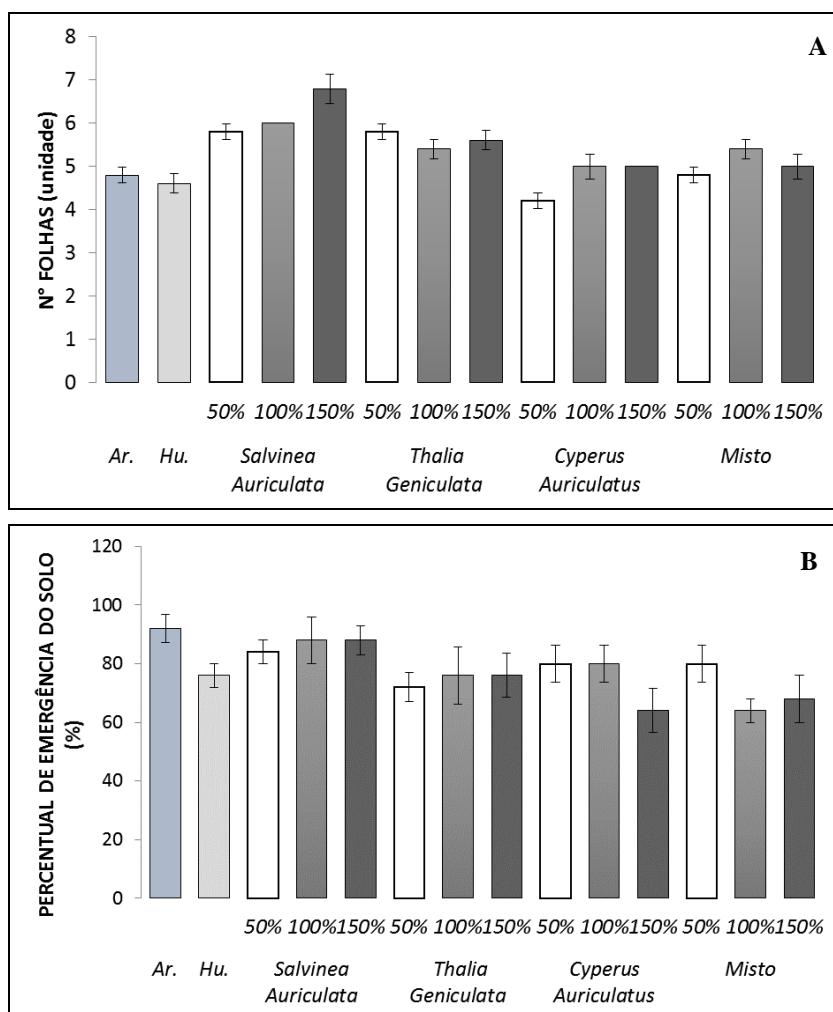 A
N° FOLHAS (unidade)
8
7
6
5
4
3
2
1
0
50% 100% 150% 50% 100% 150% 50% 100% 150% 50% 100% 150%
Ar. Hu. Salvinea Thalia Cyperus Misto
Auriculata Geniculata Auriculatus
B
PERCENTUAL DE EMERGÊNCIA DO SOLO
(%)
120
100
80
60
40
20
0
50% 100%150% 50% 100%150% 50% 100%150% 50% 100%150%
Ar. Hu. Salvinea Thalia Cyperus Misto
Auriculata Geniculata Auriculatus